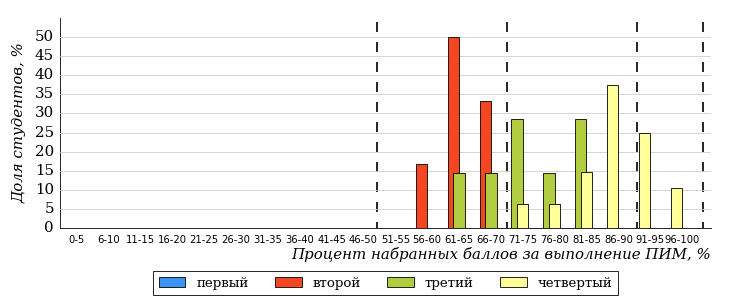 Доля студентов, %
50
45
40
35
30
25
20
15
10
5
0
0-5 6-10 11-15 16-20 21-25 26-30 31-35 36-40 41-45 46-50 51-55 56-60 61-65 66-70 71-75 76-80 81-85 86-90 91-95 96-100
Процент набранных баллов за выполнение ПИМ, %
первый второй третий четвертый